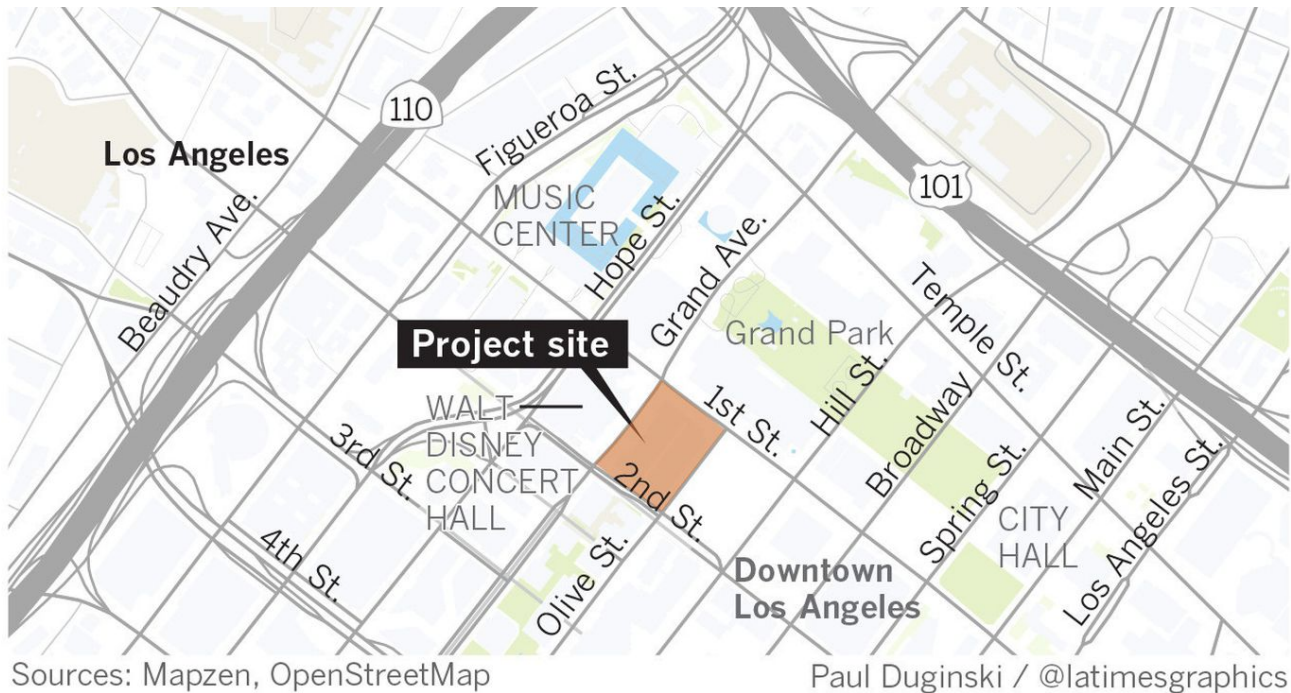 110
Los Angeles
Figueroa St.
101
MUSIC
CENTER
Beaudry Ave.
Hope St.
Grand Ave.
Temple St.
Grand Park
Project site
Hill St.
Broadway
1st St.
WALT
DISNEY
CONCERT
HALL
3rd St.
2nd St.
Main St.
Spring St.
CITY
HALL
Los Angeles St.
4th St.
Olive St.
Downtown
Los Angeles
Sources: Mapzen, OpenStreetMap
Paul Duginski / @latimesgraphics